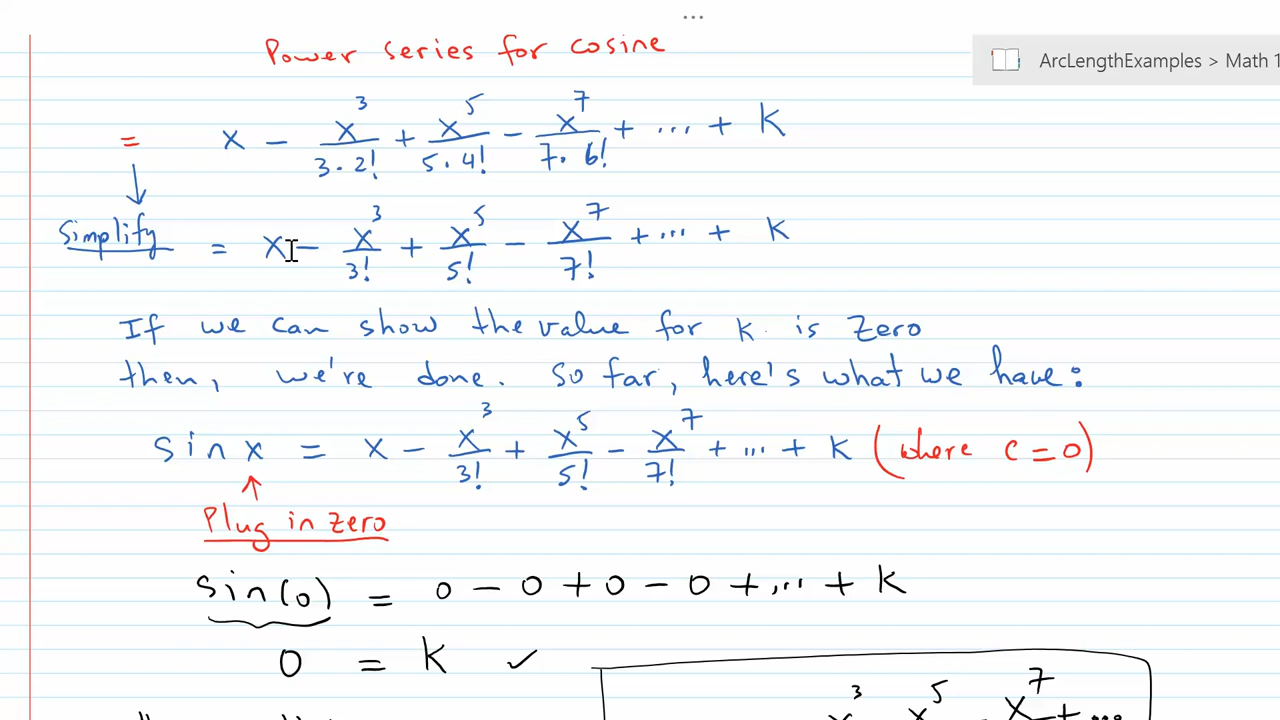 ...
ArcLengthExamples > Math 1
Power series for cosine
= x - x^3/(3·2!) + x^5/(5·4!) - x^7/(7·6!) + ... + K
Simplify = x - x^3/3! + x^5/5! - x^7/7! + ... + K
If we can show the value for K is Zero
then, we're done. So far, here's what we have:
sin x = x - x^3/3! + x^5/5! - x^7/7! + ... + K (where c = 0)
Plug in zero
sin(0) = 0 - 0 + 0 - 0 + ... + K
0 = K ✓
x^3 x^5 - x^7 + ...